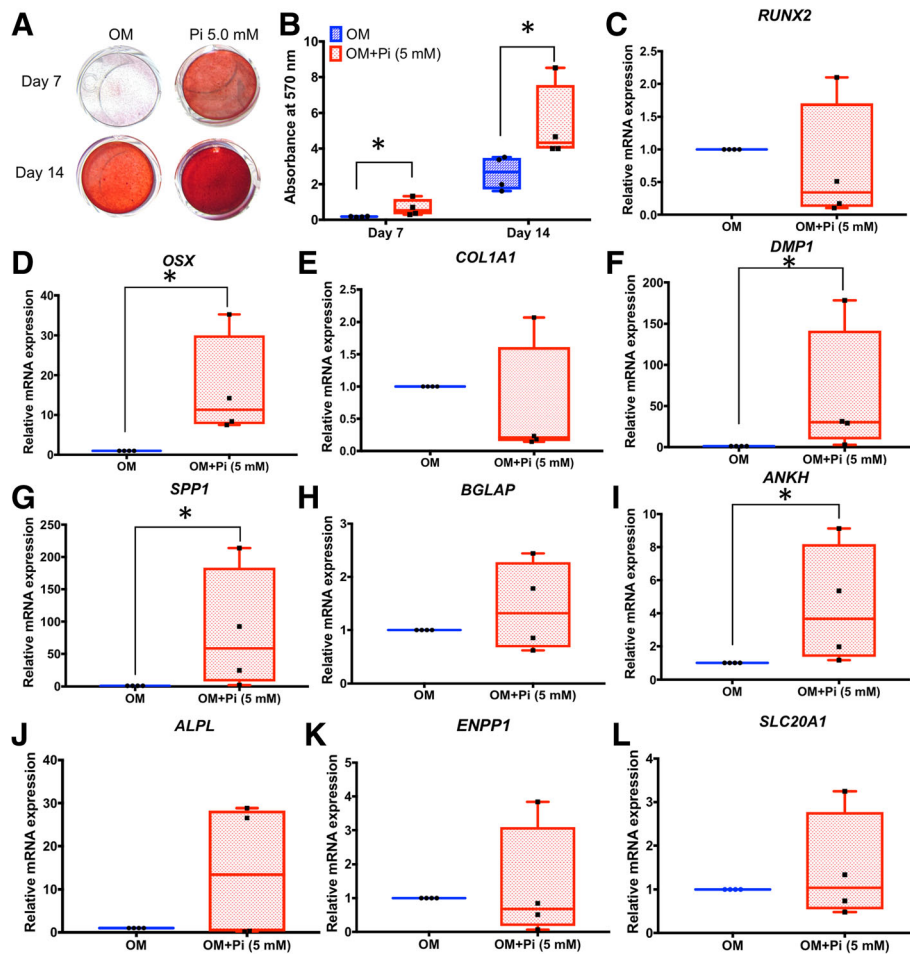 A
OM
Pi 5.0 mM
Day 7
Day 14
B
OM
OM+Pi (5 mM)
Absorbance at 570 nm
10
8
6
4
2
0
*
*
Day 7
Day 14
C
RUNX2
Relative mRNA expression
2.5
2.0
1.5
1.0
0.5
0.0
OM
OM+Pi (5 mM)
D
OSX
*
Relative mRNA expression
40
30
20
10
0
OM
OM+Pi (5 mM)
E
COL1A1
Relative mRNA expression
2.5
2.0
1.5
1.0
0.5
0.0
OM
OM+Pi (5 mM)
F
DMP1
*
Relative mRNA expression
200
150
100
50
0
OM
OM+Pi (5 mM)
G
SPP1
*
Relative mRNA expression
250
200
150
100
50
0
OM
OM+Pi (5 mM)
H
BGLAP
Relative mRNA expression
3
2
1
0
OM
OM+Pi (5 mM)
I
ANKH
*
Relative mRNA expression
10
8
6
4
2
0
OM
OM+Pi (5 mM)
J
ALPL
Relative mRNA expression
40
30
20
10
0
OM
OM+Pi (5 mM)
K
ENPP1
Relative mRNA expression
5
4
3
2
1
0
OM
OM+Pi (5 mM)
L
SLC20A1
Relative mRNA expression
4
3
2
1
0
OM
OM+Pi (5 mM)